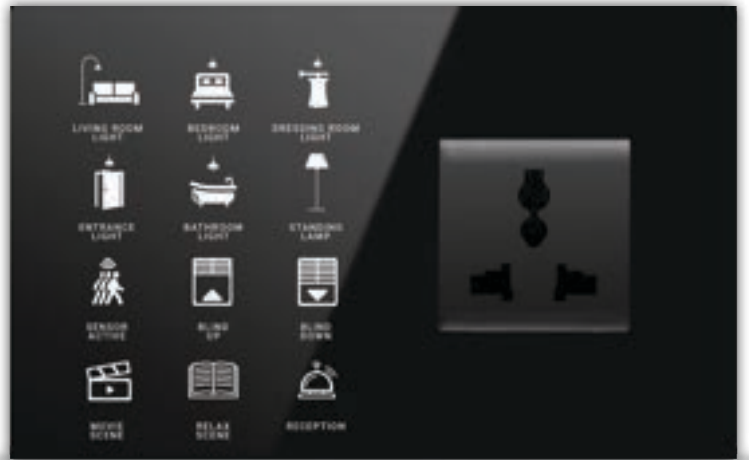 LIVING ROOM
LIGHT
BEDROOM
LIGHT
DRESSING ROOM
LIGHT
ENTRANCE
LIGHT
BATHROOM
LIGHT
STANDING
LAMP
SENSOR
ACTIVE
BLIND
UP
BLIND
DOWN
MOVIE
SCENE
RELAX
SCENE
RECEPTION